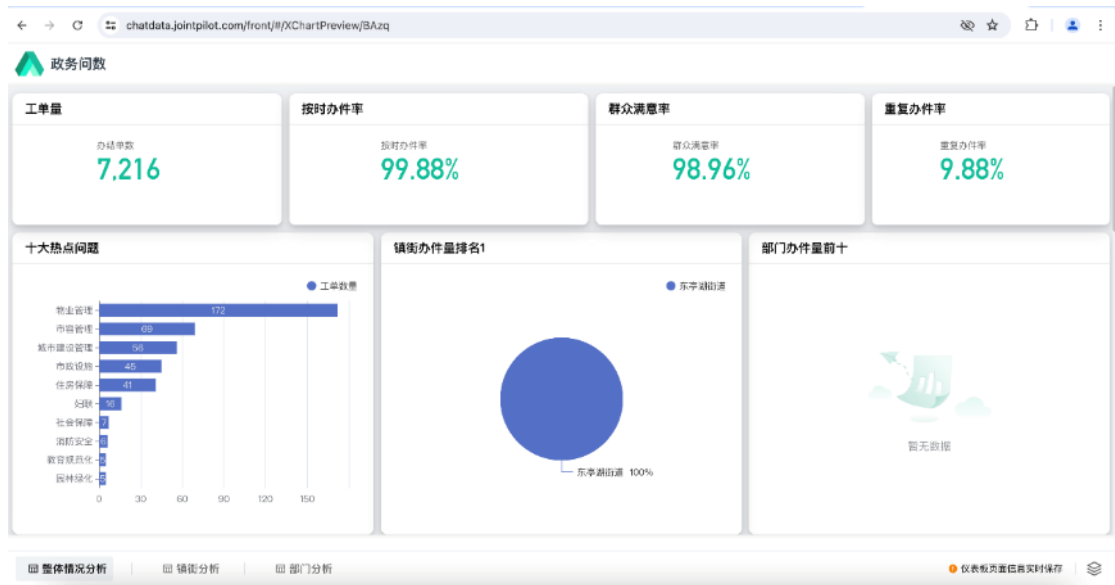 chatdata.jointpilot.com/front/#/XChartPreview/BAzq
政务问数
工单量
办结单数
7,216
按时办件率
按时办件率
99.88%
群众满意率
群众满意率
98.96%
重复办件率
重复办件率
9.88%
十大热点问题
工单数量
物业管理 172
市容管理 69
城市建设管理 56
市政设施 45
住房保障 41
妇联 16
社会保障 7
消防安全 6
教育规范化 5
园林绿化 5
0 30 60 90 120 150
镇街办件量排名1
东亭湖街道
东亭湖街道 100%
部门办件量前十
暂无数据
整体情况分析
镇街分析
部门分析
仪表板页面信息实时保存